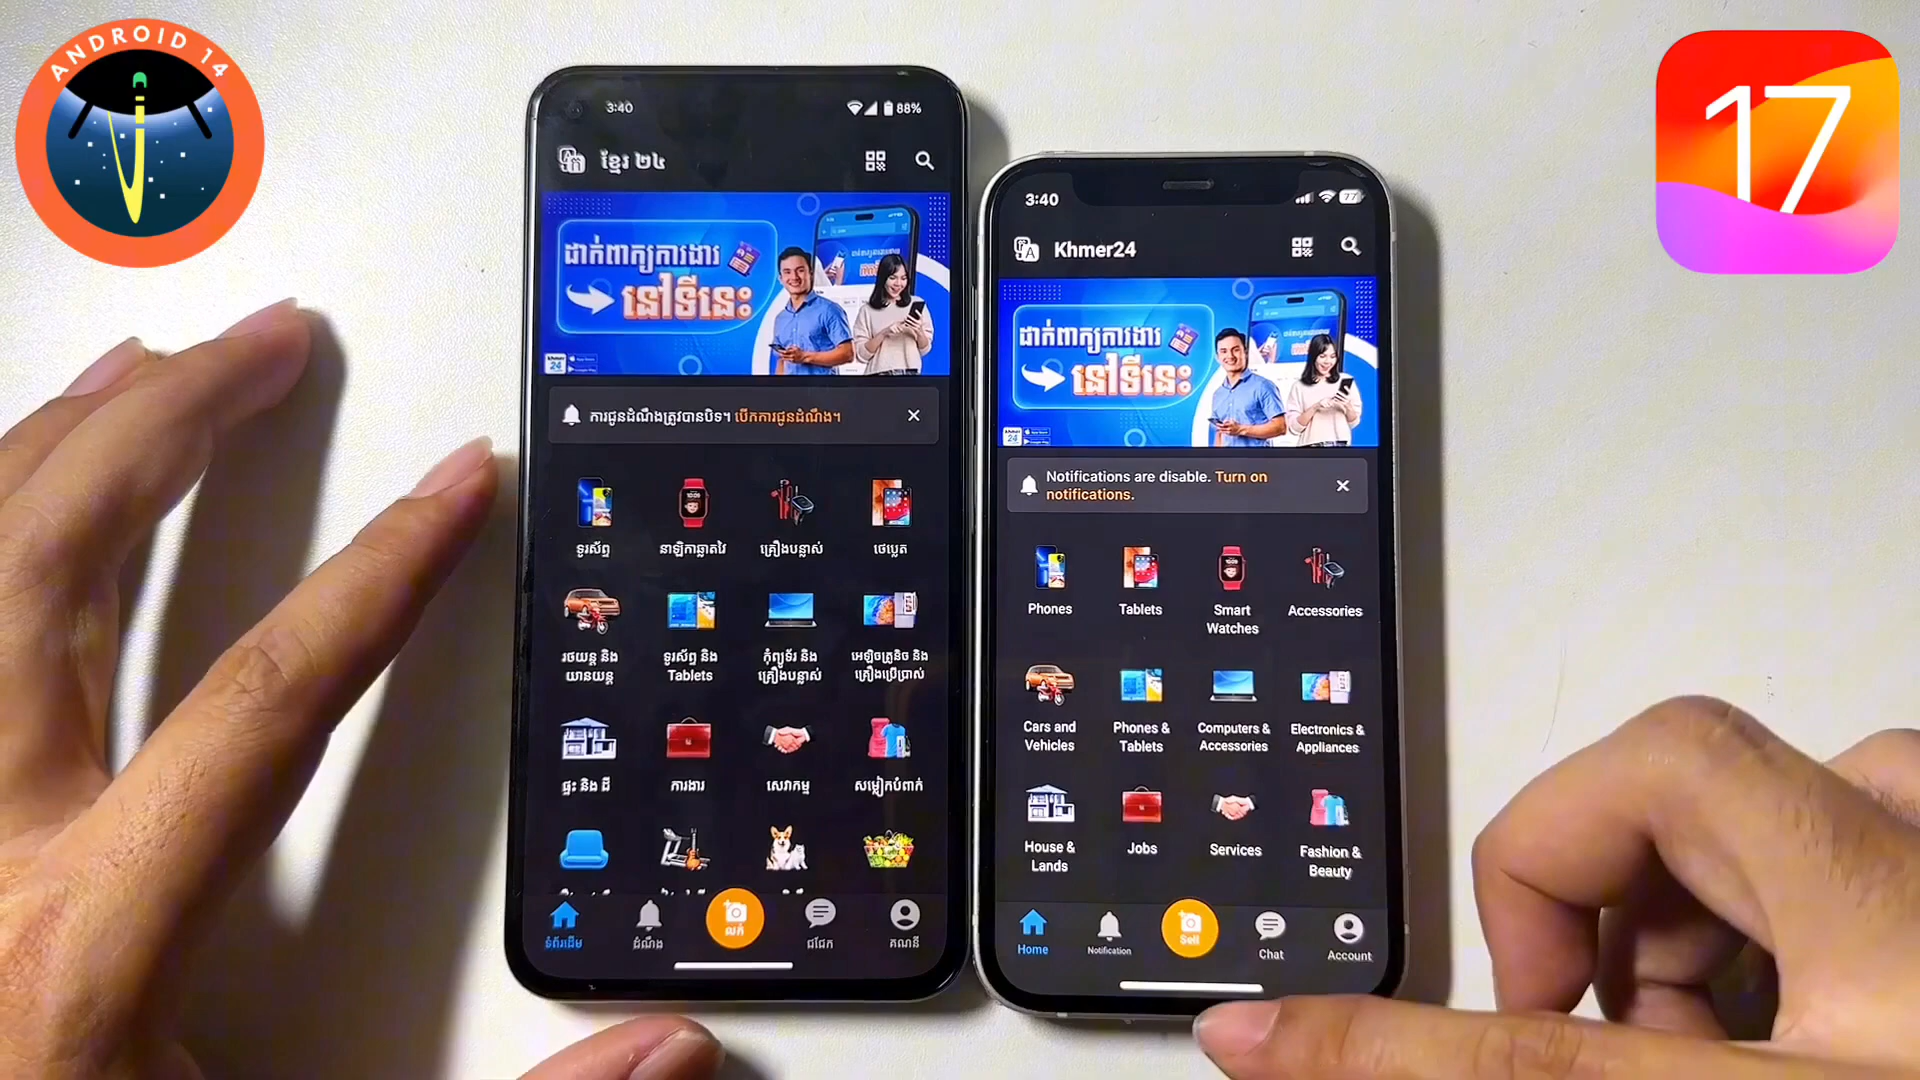 ANDROID 14
17
3:40
88%
ខ្មែរ ២៤
ដាក់ពាក្យការងារ
នៅទីនេះ
Khmer
24
ការជូនដំណឹងត្រូវបានបិទ។ បើកការជូនដំណឹង។
ទូរស័ព្ទ
នាឡិកាឆ្លាតវៃ
គ្រឿងបន្លាស់
ថេប្លេត
រថយន្ត និង
យានយន្ត
ទូរស័ព្ទ និង
Tablets
កុំព្យូទ័រ និង
គ្រឿងបន្លាស់
អេឡិចត្រូនិច និង
គ្រឿងប្រើប្រាស់
ផ្ទះ និង ដី
ការងារ
សេវាកម្ម
សម្លៀកបំពាក់
ទំព័រដើម
ដំណឹង
លក់
ជជែក
គណនី
3:40
77
Khmer24
ដាក់ពាក្យការងារ
នៅទីនេះ
Khmer
24
Notifications are disable. Turn on
notifications.
Phones
Tablets
Smart
Watches
Accessories
Cars and
Vehicles
Phones &
Tablets
Computers &
Accessories
Electronics &
Appliances
House &
Lands
Jobs
Services
Fashion &
Beauty
Home
Notification
Sell
Chat
Account